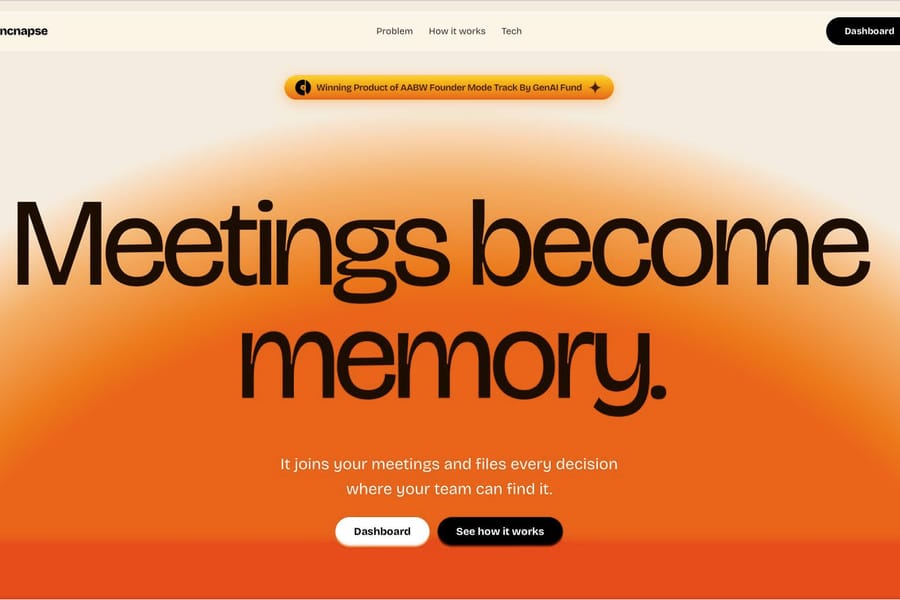 ncnapse
Problem How it works Tech
Dashboard
Winning Product of AABW Founder Mode Track By GenAI Fund
Meetings become
memory.
It joins your meetings and files every decision
where your team can find it.
Dashboard See how it works